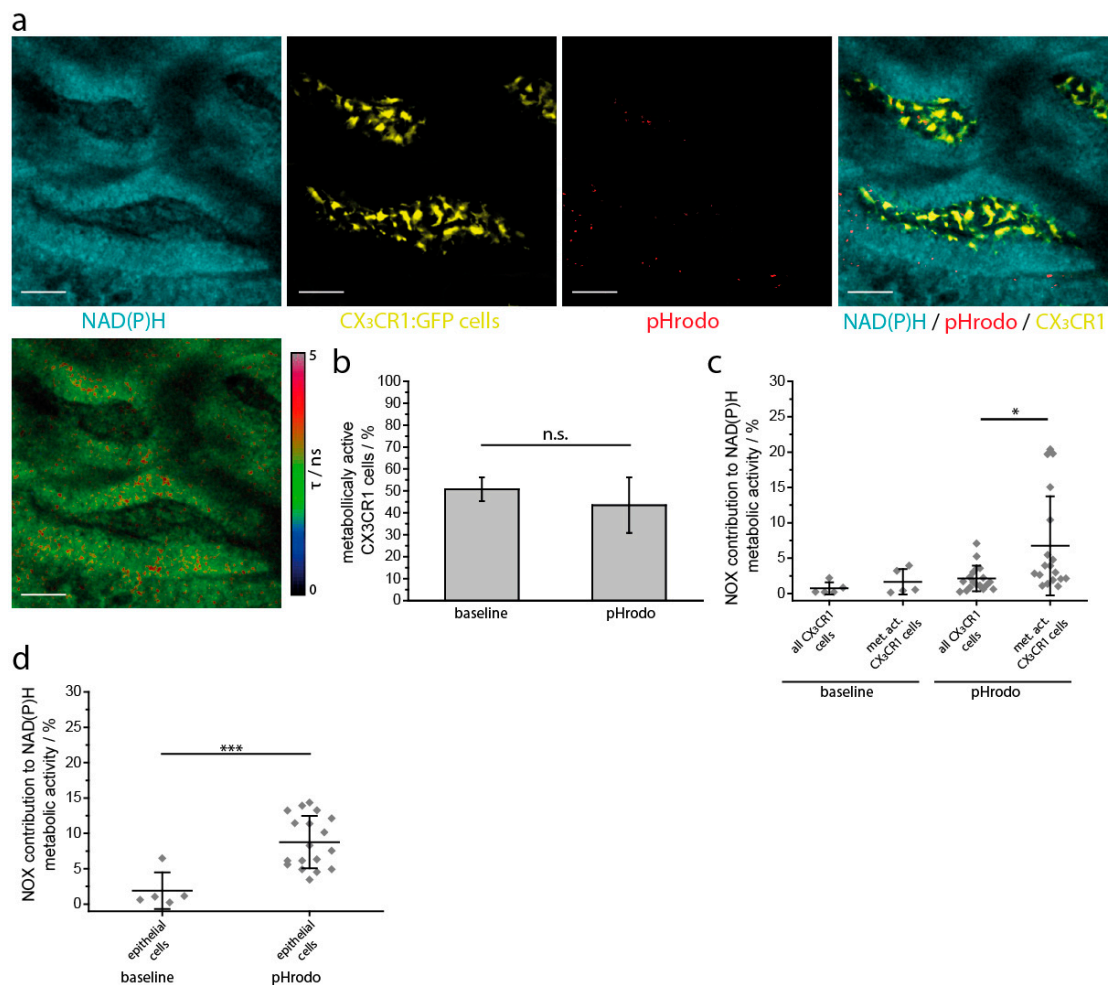 a
NAD(P)H
CX₃CR1:GFP cells
pHrodo
NAD(P)H / pHrodo / CX₃CR1
5
τ / ns
0
b
metabollicaly active
CX3CR1 cells / %
100
90
80
70
60
50
40
30
20
10
0
n.s.
baseline
pHrodo
c
NOX contribution to NAD(P)H
metabolic activity / %
30
25
20
15
10
5
0
*
all CX₃CR1
cells
met. act.
CX₃CR1 cells
all CX₃CR1
cells
met. act.
CX₃CR1 cells
baseline
pHrodo
d
NOX contribution to NAD(P)H
metabolic activity / %
30
25
20
15
10
5
0
***
epithelial
cells
epithelial
cells
baseline
pHrodo